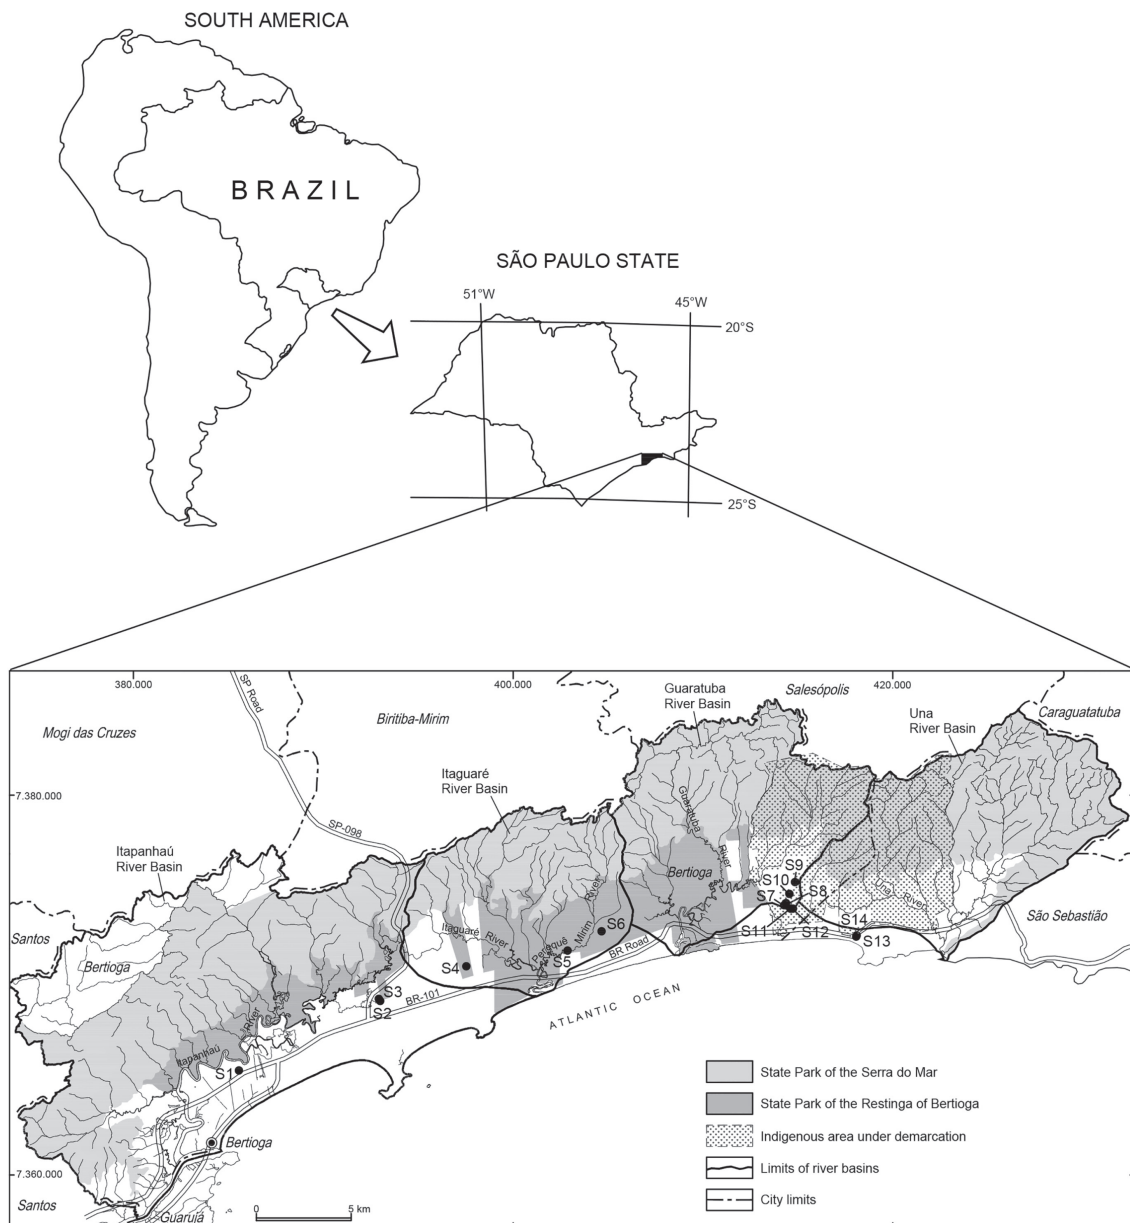 SOUTH AMERICA
BRAZIL
SÃO PAULO STATE
51°W
45°W
20°S
25°S
380.000
400.000
420.000
Guaratuba
River Basin
Salesópolis
Una
River Basin
Caraguatatuba
SP Road
Mogi das Cruzes
Biritiba-Mirim
Itaguaré
River Basin
7.380.000
SP-098
Guaratuba
River
Itapanhaú
River Basin
Bertioga
S9
S10
S8
S7
Una
River
São Sebastião
Santos
Bertioga
Itaguaré River
River
Mirim
Perequê
S6
S5
S4
BR Road
S11
S12
S14
S13
S3
S2
BR-101
ATLANTIC OCEAN
River
Itapanhaú
S1
State Park of the Serra do Mar
State Park of the Restinga of Bertioga
Indigenous area under demarcation
Limits of river basins
City limits
Bertioga
7.360.000
Santos
Guarujá
0
5 km